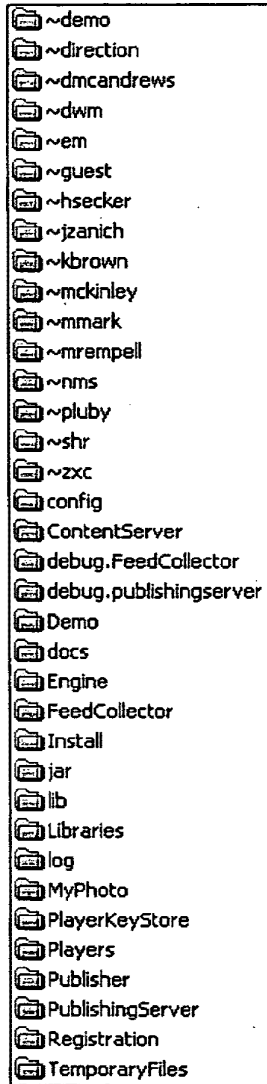 ~demo
~direction
~dmcandrews
~dwm
~em
~guest
~hsecker
~jzanich
~kbrown
~mckinley
~mmark
~mrempell
~nms
~pluby
~shr
~zxc
config
ContentServer
debug.FeedCollector
debug.publishingserver
Demo
docs
Engine
FeedCollector
Install
jar
lib
Libraries
log
MyPhoto
PlayerKeyStore
Players
Publisher
PublishingServer
Registration
TemporaryFiles